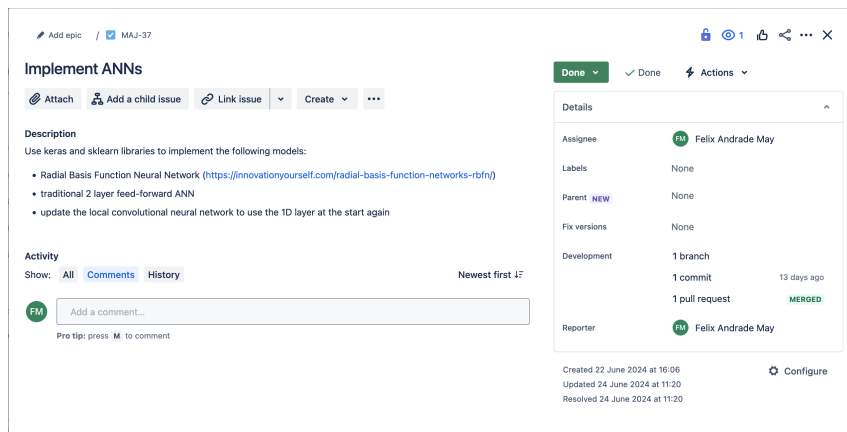 Add epic / MAJ-37
1
Implement ANNs
Attach Add a child issue Link issue Create
Description
Use keras and sklearn libraries to implement the following models:
• Radial Basis Function Neural Network (https://innovationyourself.com/radial-basis-function-networks-rbfn/)
• traditional 2 layer feed-forward ANN
• update the local convolutional neural network to use the 1D layer at the start again
Activity
Show: All Comments History Newest first
FM Add a comment...
Pro tip: press M to comment
Done Done Actions
Details
Assignee FM Felix Andrade May
Labels None
Parent NEW None
Fix versions None
Development 1 branch
1 commit 13 days ago
1 pull request MERGED
Reporter FM Felix Andrade May
Created 22 June 2024 at 16:06 Configure
Updated 24 June 2024 at 11:20
Resolved 24 June 2024 at 11:20